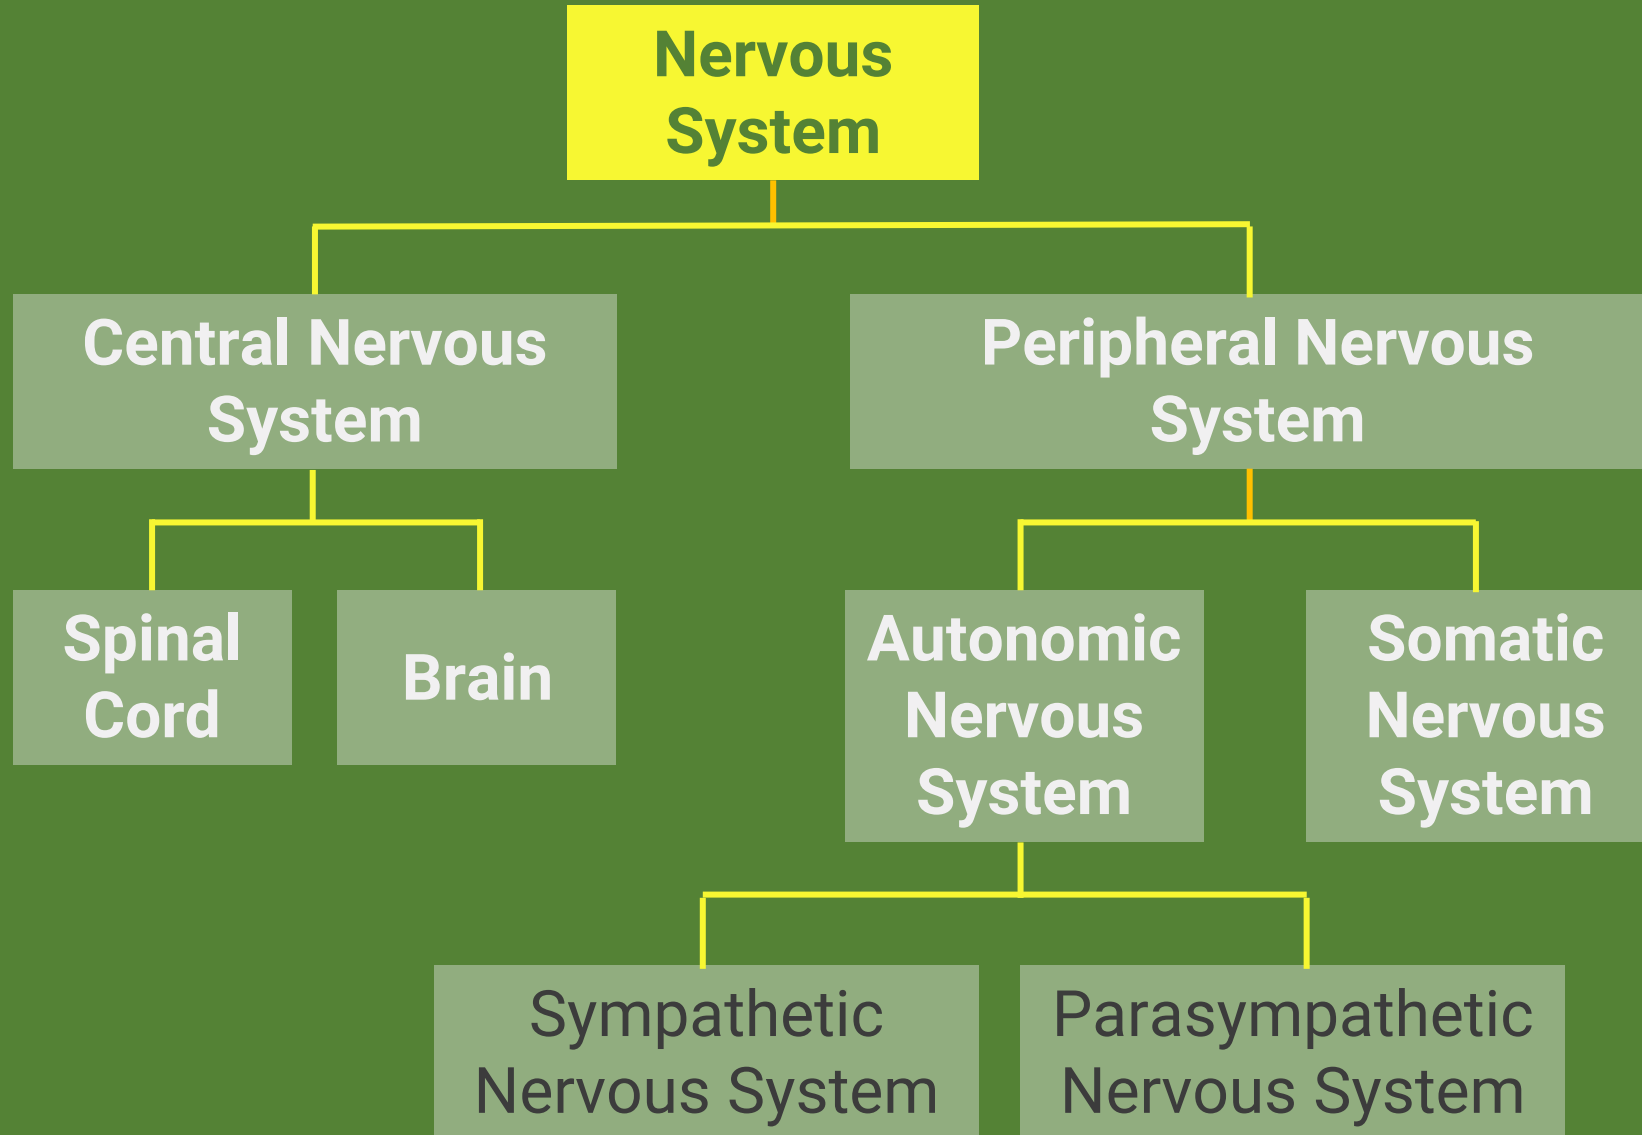 Nervous
System
Central Nervous
System
Peripheral Nervous
System
Spinal
Cord
Brain
Autonomic
Nervous
System
Somatic
Nervous
System
Sympathetic
Nervous System
Parasympathetic
Nervous System